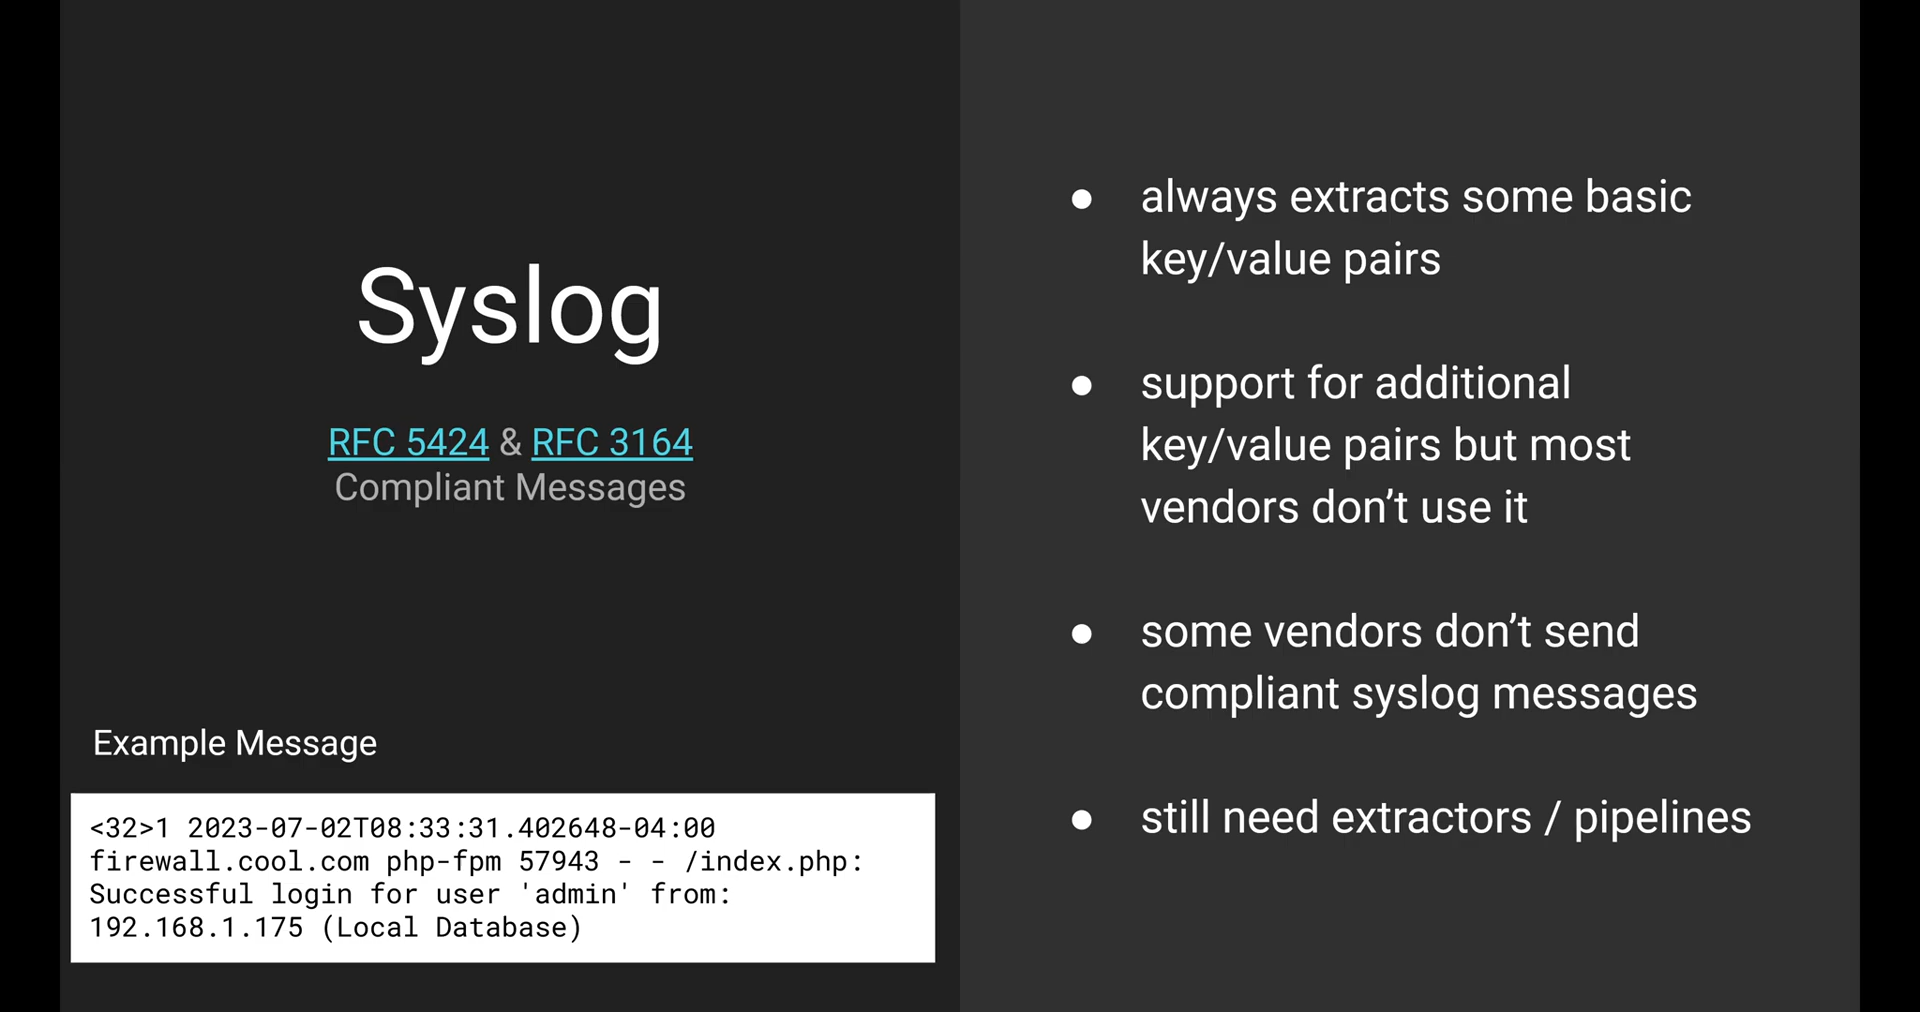 Syslog
RFC 5424 & RFC 3164
Compliant Messages
Example Message
<32>1 2023-07-02T08:33:31.402648-04:00
firewall.cool.com php-fpm 57943 - - /index.php:
Successful login for user 'admin' from:
192.168.1.175 (Local Database)
● always extracts some basic
key/value pairs
● support for additional
key/value pairs but most
vendors don’t use it
● some vendors don’t send
compliant syslog messages
● still need extractors / pipelines